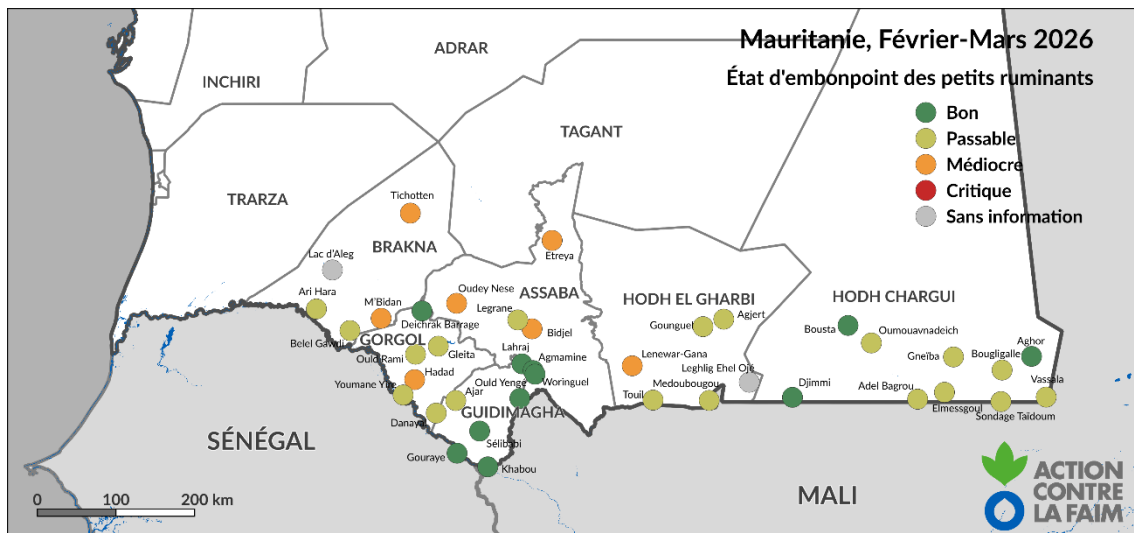 Mauritanie, Février-Mars 2026
État d'embonpoint des petits ruminants
Bon
Passable
Médiocre
Critique
Sans information
ADRAR
INCHIRI
TAGANT
TRARZA
Tichotten
BRAKNA
Lac d'Aleg
Etreya
Ari Hara
M'Bidan
Oudey Nese
ASSABA
Legrane
HODH EL GHARBI
HODH CHARGUI
Deichrak Barrage
Bidjel
Agjert
Gounguel
Bousta
Oumouavnadeich
Belel Gawdi
GORGOL
Ould Rami
Gleita
Lahraj
Agmamine
Lenewar-Gana
Leghlig Ehel Oje
Gneïba
Bougligalle
Aghor
Hadad
Ould Yenge
Woringuel
Youmane Yire
Ajar
Touil
Medoubougou
Djimmi
Adel Bagrou
Elmessgoul
Vassala
Sondage Taïdoum
Danayal
GUIDIMAGHA
SÉNÉGAL
Sélibabi
Gouraye
Khabou
MALI
0 100 200 km
ACTION
CONTRE
LA FAIM